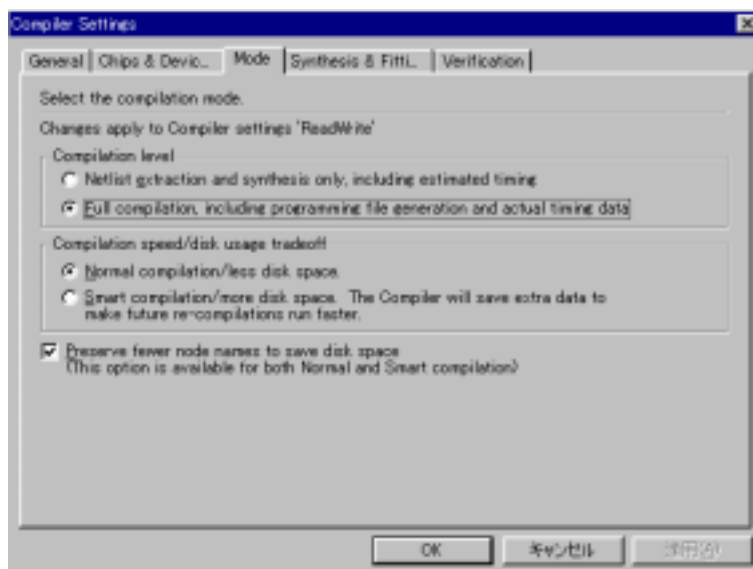 Compiler Settings
General Chips & Devic... Mode Synthesis & Fitti... Verification
Select the compilation mode.
Changes apply to Compiler settings 'ReadWrite'
Compilation level
Netlist extraction and synthesis only, including estimated timing
Full compilation, including programming file generation and actual timing data
Compilation speed/disk usage tradeoff
Normal compilation/less disk space.
Smart compilation/more disk space. The Compiler will save extra data to
make future re-compilations run faster.
Preserve fewer node names to save disk space
(This option is available for both Normal and Smart compilation)
OK キャンセル 適用(A)